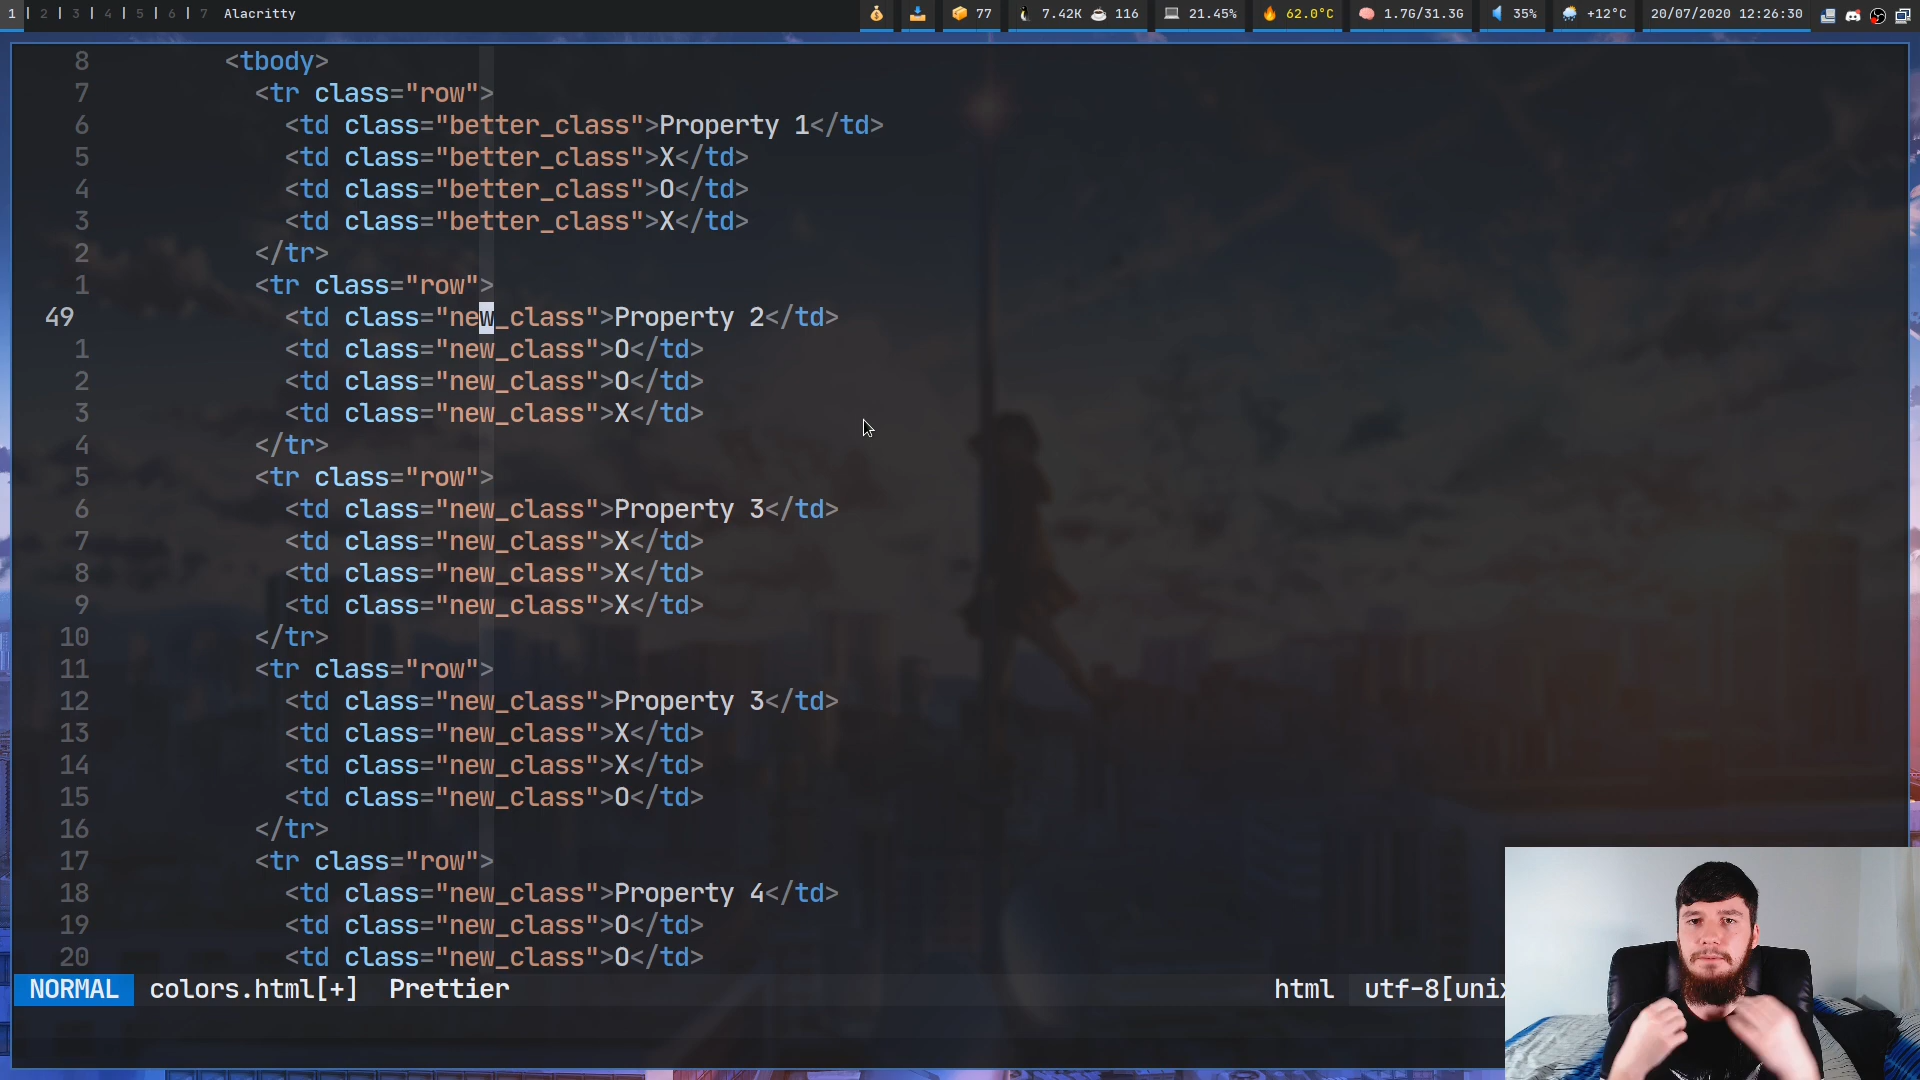 1 | 2 | 3 | 4 | 5 | 6 | 7 Alacritty 77 7.42K 116 21.45% 62.0°C 1.7G/31.3G 35% +12°C 20/07/2020 12:26:30
8 <tbody>
7 <tr class="row">
6 <td class="better_class">Property 1</td>
5 <td class="better_class">X</td>
4 <td class="better_class">O</td>
3 <td class="better_class">X</td>
2 </tr>
1 <tr class="row">
49 <td class="new_class">Property 2</td>
1 <td class="new_class">O</td>
2 <td class="new_class">O</td>
3 <td class="new_class">X</td>
4 </tr>
5 <tr class="row">
6 <td class="new_class">Property 3</td>
7 <td class="new_class">X</td>
8 <td class="new_class">X</td>
9 <td class="new_class">X</td>
10 </tr>
11 <tr class="row">
12 <td class="new_class">Property 3</td>
13 <td class="new_class">X</td>
14 <td class="new_class">X</td>
15 <td class="new_class">O</td>
16 </tr>
17 <tr class="row">
18 <td class="new_class">Property 4</td>
19 <td class="new_class">O</td>
20 <td class="new_class">O</td>
NORMAL colors.html[+] Prettier html utf-8[unix